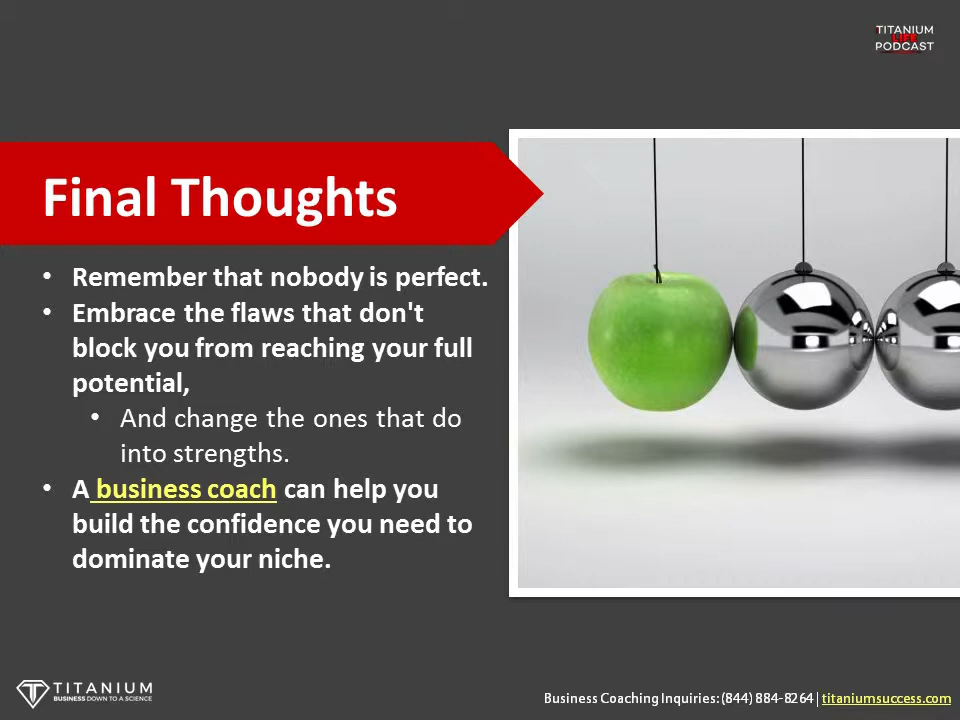 TITANIUM
LIFE
PODCAST
Final Thoughts
• Remember that nobody is perfect.
• Embrace the flaws that don't
block you from reaching your full
potential,
• And change the ones that do
into strengths.
• A business coach can help you
build the confidence you need to
dominate your niche.
TITANIUM
BUSINESS DOWN TO A SCIENCE
Business Coaching Inquiries: (844) 884-8264 | titaniumsuccess.com